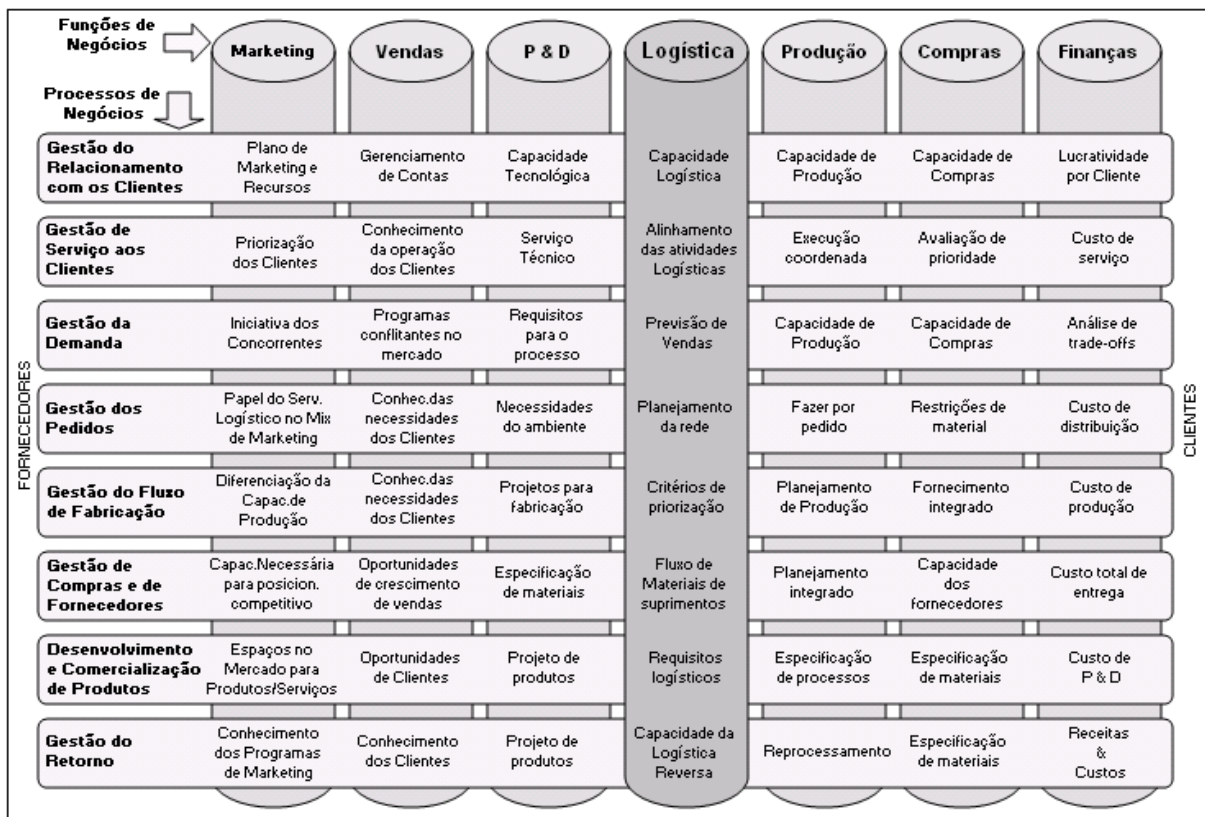 Funções de
Negócios
Marketing
Vendas
P & D
Logística
Produção
Compras
Finanças
Processos de
Negócios
Gestão do
Relacionamento
com os Clientes
Plano de
Marketing e
Recursos
Gerenciamento
de Contas
Capacidade
Tecnológica
Capacidade
Logística
Capacidade de
Produção
Capacidade de
Compras
Lucratividade
por Cliente
Gestão de
Serviço aos
Clientes
Priorização
dos Clientes
Conhecimento
da operação
dos Clientes
Serviço
Técnico
Alinhamento
das atividades
Logísticas
Execução
coordenada
Avaliação de
prioridade
Custo de
serviço
Gestão da
Demanda
Iniciativa dos
Concorrentes
Programas
conflitantes no
mercado
Requisitos
para o
processo
Previsão de
Vendas
Capacidade de
Produção
Capacidade de
Compras
Análise de
trade-offs
FORNECEDORES
Gestão dos
Pedidos
Papel do Serv.
Logístico no Mix
de Marketing
Conhec.das
necessidades
dos Clientes
Necessidades
do ambiente
Planejamento
da rede
Fazer por
pedido
Restrições de
material
Custo de
distribuição
CLIENTES
Gestão do Fluxo
de Fabricação
Diferenciação da
Capac.de
Produção
Conhec.das
necessidades
dos Clientes
Projetos para
fabricação
Critérios de
priorização
Planejamento
de Produção
Fornecimento
integrado
Custo de
produção
Gestão de
Compras e de
Fornecedores
Capac.Necessária
para posicion.
competitivo
Oportunidades
de crescimento
de vendas
Especificação
de materiais
Fluxo de
Materiais de
suprimentos
Planejamento
integrado
Capacidade
dos
fornecedores
Custo total de
entrega
Desenvolvimento
e Comercialização
de Produtos
Espaços no
Mercado para
Produtos/Serviços
Oportunidades
de Clientes
Projeto de
produtos
Requisitos
logísticos
Especificação
de processos
Especificação
de materiais
Custo de
P & D
Gestão do
Retorno
Conhecimento
dos Programas
de Marketing
Conhecimento
dos Clientes
Projeto de
produtos
Capacidade da
Logística
Reversa
Reprocessamento
Especificação
de materiais
Receitas
&
Custos